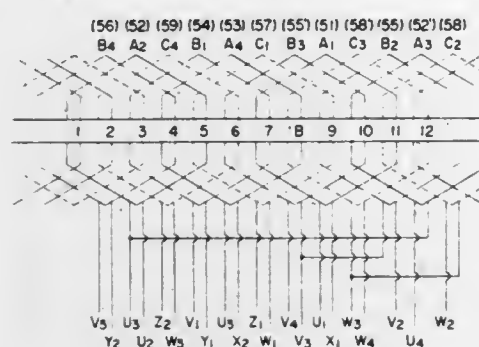 (56) (52) (59) (54) (53) (57) (55') (51) (58') (55) (52') (58)
B4 A2 C4 B1 A4 C1 B3 A1 C3 B2 A3 C2
1 2 3 4 5 6 7 8 9 10 11 12
V5 U3 Z2 V1 U5 Z1 V4 U1 W3 V2 W2
Y2 U2 W5 Y1 X2 W1 V3 X1 W4 U4